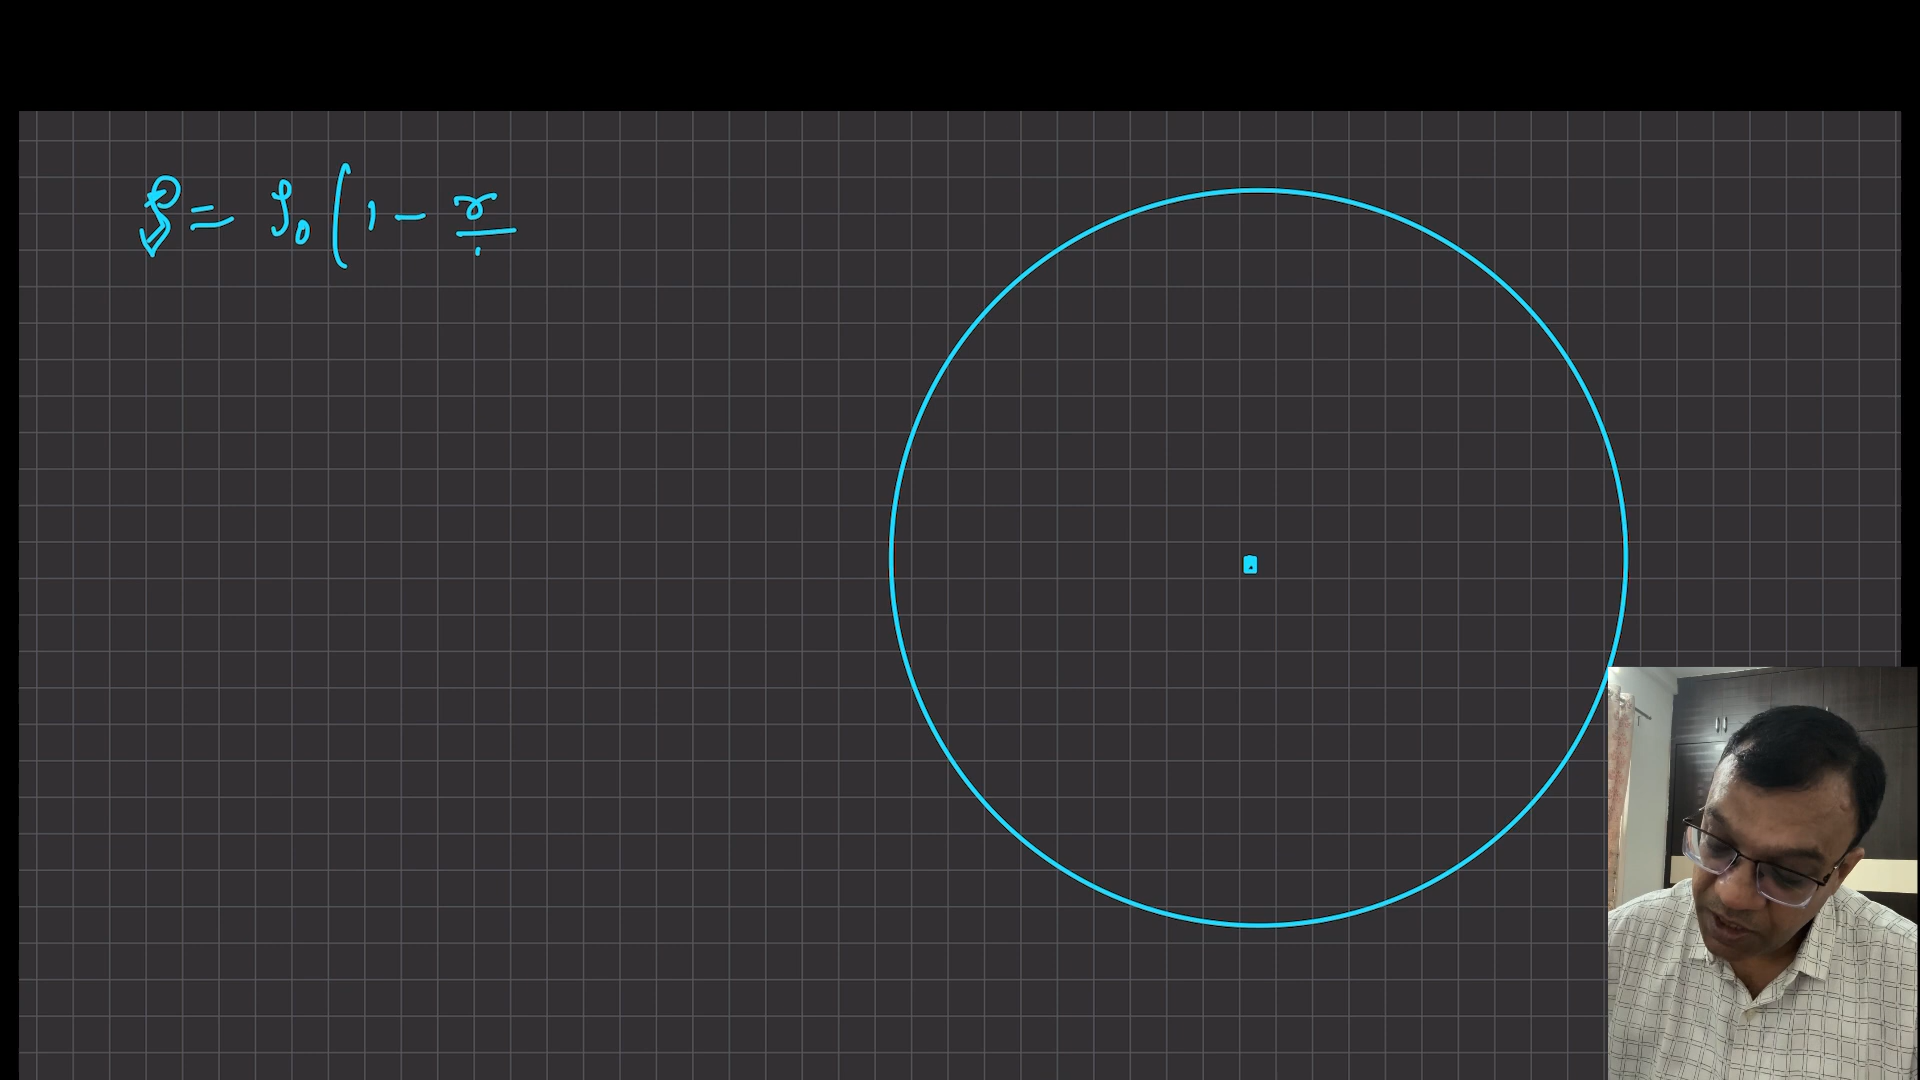 ρ = ρ₀ ( 1 - r /